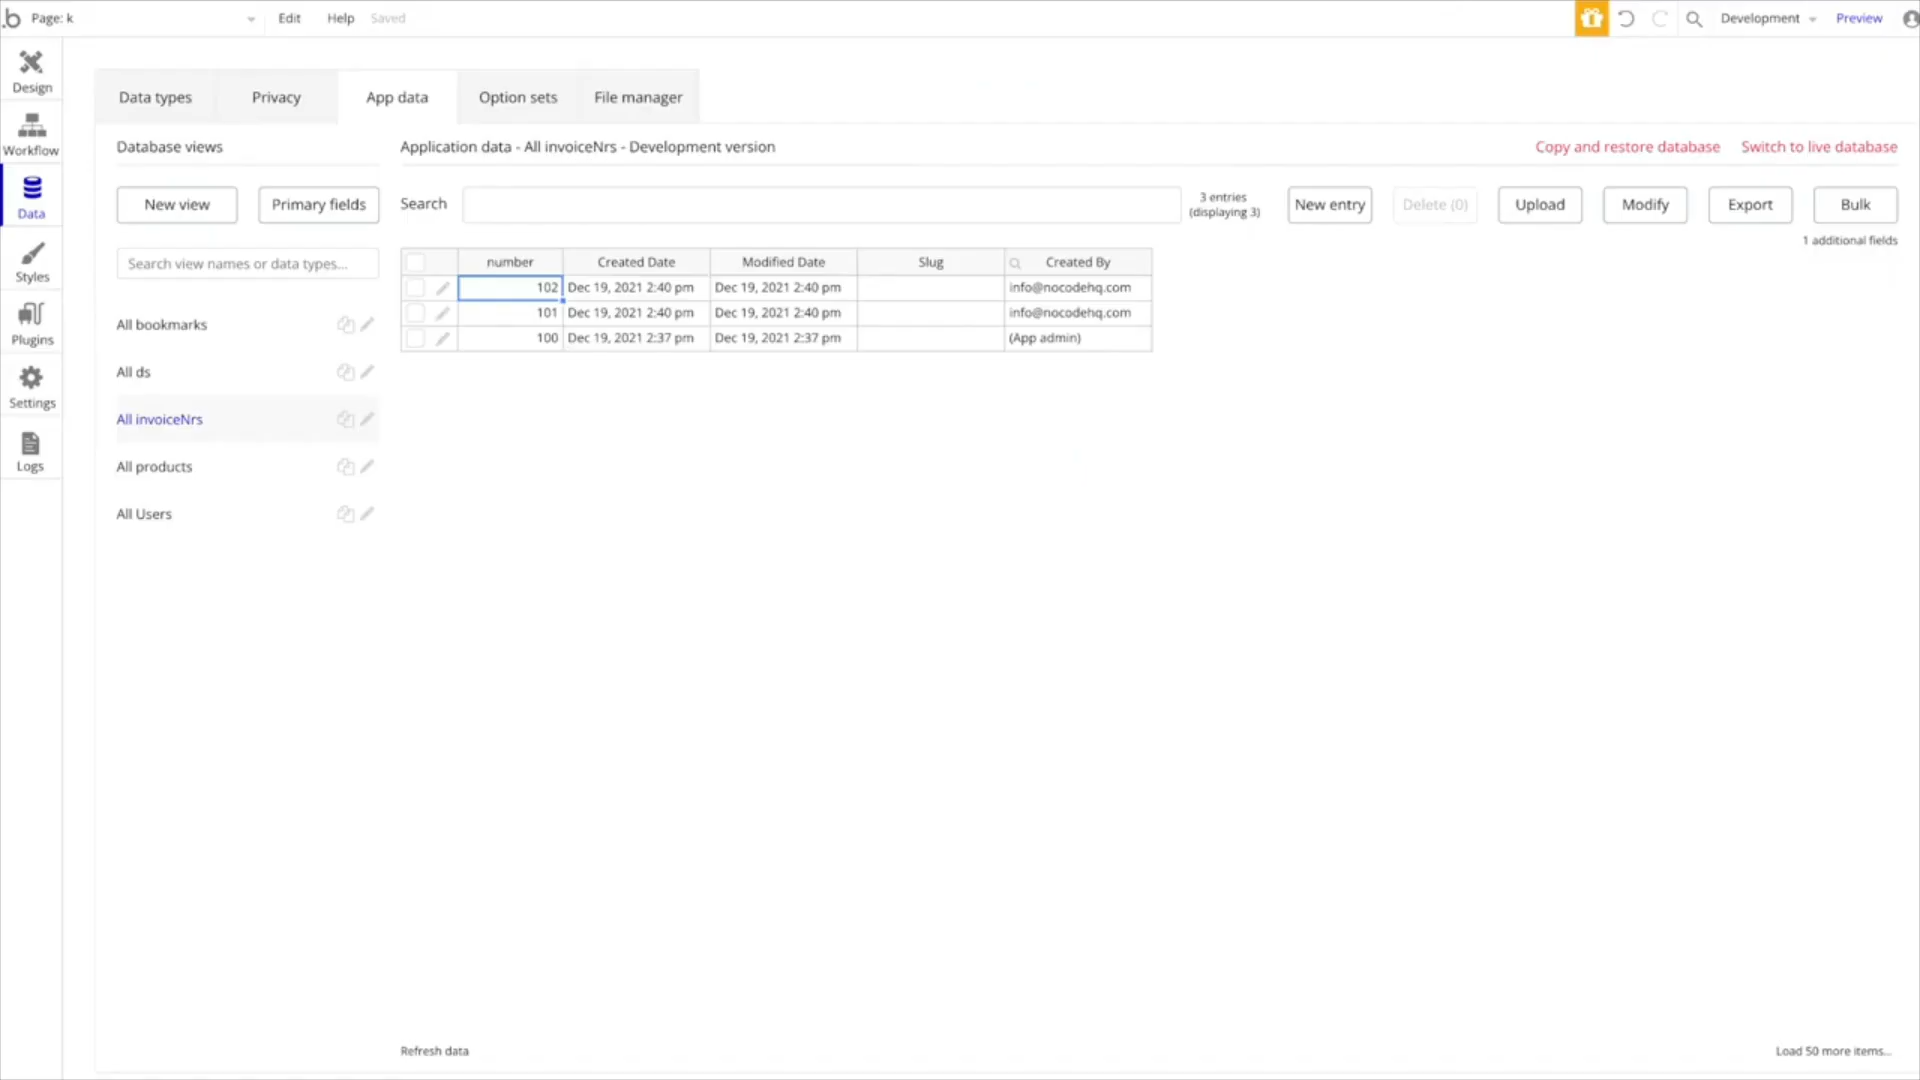 .b Page: k Edit Help Saved Development Preview
Design
Workflow
Data
Styles
Plugins
Settings
Logs
Data types Privacy App data Option sets File manager
Database views
New view Primary fields
Search view names or data types...
All bookmarks
All ds
All invoiceNrs
All products
All Users
Application data - All invoiceNrs - Development version Copy and restore database Switch to live database
Search 3 entries
(displaying 3) New entry Delete (0) Upload Modify Export Bulk
1 additional fields
number Created Date Modified Date Slug Created By
102 Dec 19, 2021 2:40 pm Dec 19, 2021 2:40 pm info@nocodehq.com
101 Dec 19, 2021 2:40 pm Dec 19, 2021 2:40 pm info@nocodehq.com
100 Dec 19, 2021 2:37 pm Dec 19, 2021 2:37 pm (App admin)
Refresh data Load 50 more items...